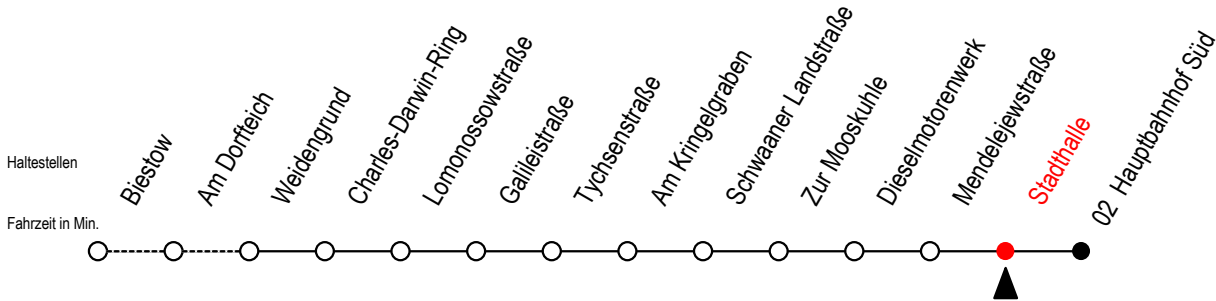 Haltestellen
Biestow
Am Dorfteich
Weidengrund
Charles-Darwin-Ring
Lomonossowstraße
Galileistraße
Tychsenstraße
Am Kringelgraben
Schwaaner Landstraße
Zur Mooskuhle
Dieselmotorenwerk
Mendelejewstraße
Stadthalle
02 Hauptbahnhof Süd
Fahrzeit in Min.